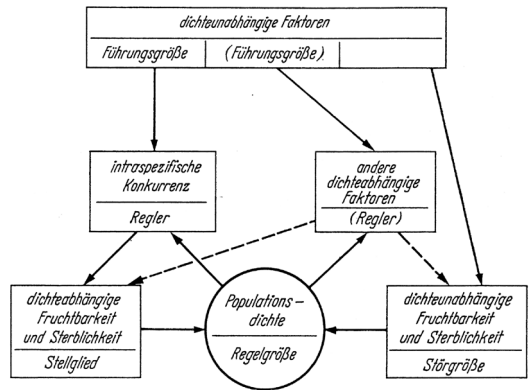 dichteunabhängige Faktoren
Führungsgröße
(Führungsgröße)
intraspezifische
Konkurrenz
Regler
andere
dichteabhängige
Faktoren
(Regler)
dichteabhängige
Fruchtbarkeit
und Sterblichkeit
Stellglied
Populations-
dichte
Regelgröße
dichteunabhängige
Fruchtbarkeit
und Sterblichkeit
Störgröße